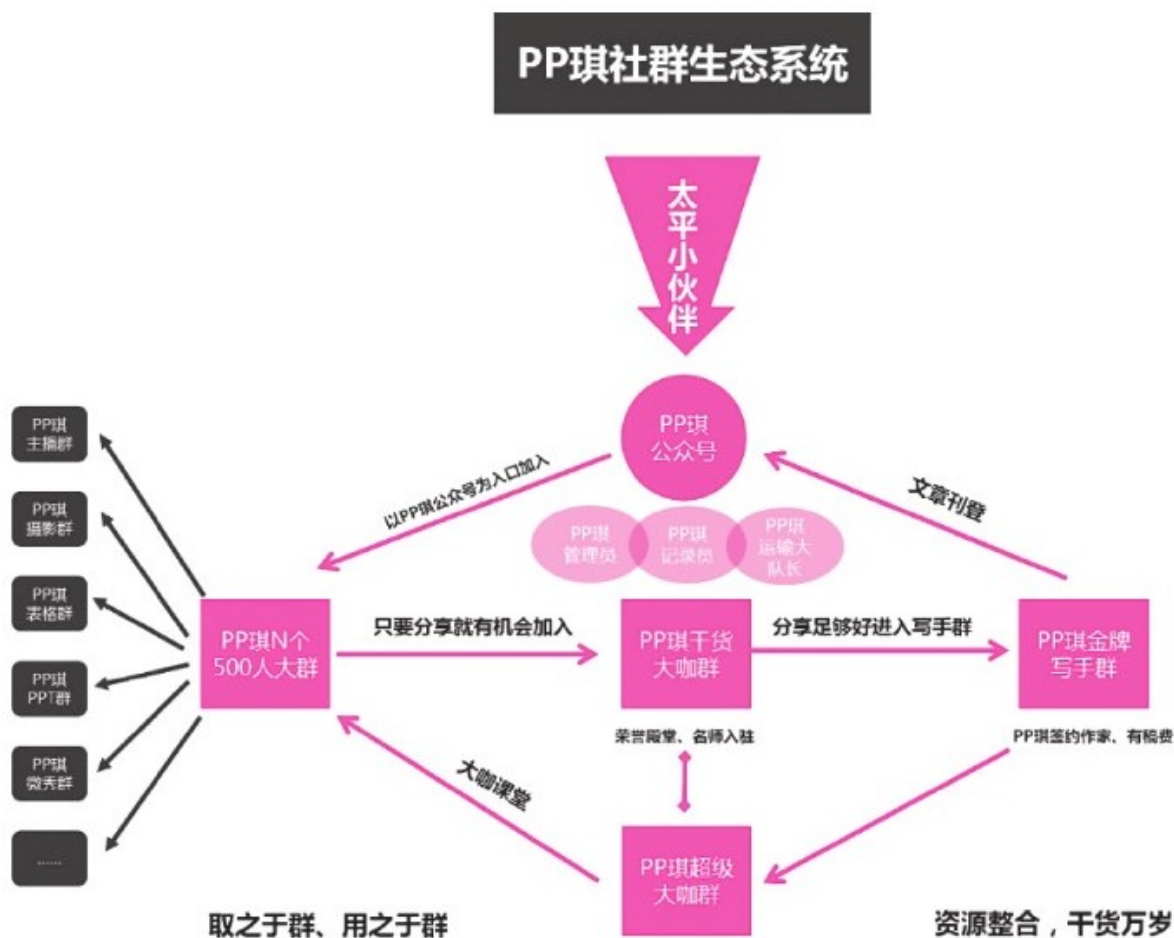 PP琪社群生态系统
太平小伙伴
PP琪
公众号
以PP琪公众号为入口加入
文章刊登
PP琪
管理员
PP琪
记录员
PP琪
运输大
队长
PP琪
主播群
PP琪
摄影群
PP琪
表格群
PP琪
PPT群
PP琪
微秀群
......
PP琪N个
500人大群
只要分享就有机会加入
PP琪干货
大咖群
分享足够好进入写手群
PP琪金牌
写手群
荣誉殿堂、名师入驻
PP琪签约作家、有稿费
大咖课堂
PP琪超级
大咖群
取之于群、用之于群
资源整合，干货万岁